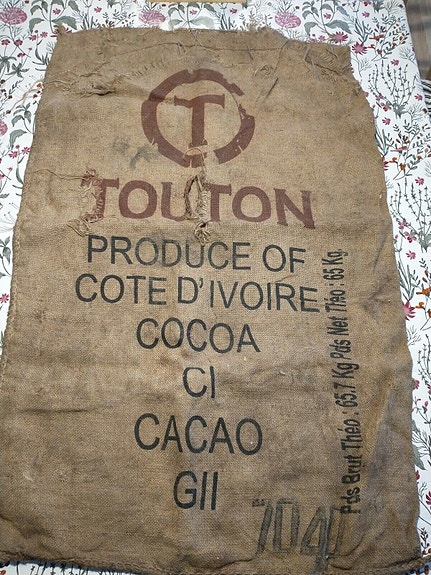 T
TOUTON
PRODUCE OF
COTE D'IVOIRE
COCOA
CI
CACAO
GII
Pds Brut Théo : 65.7 Kg Pds Net Théo : 65 Kg